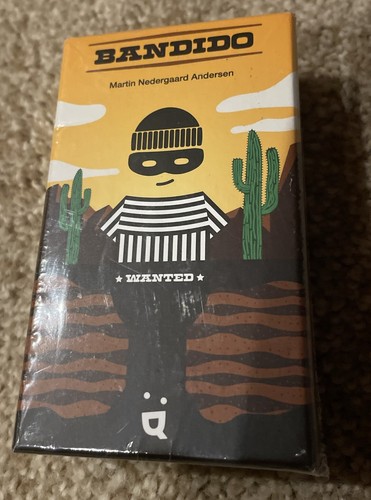 BANDIDO
Martin Nedergaard Andersen
★ WANTED ★